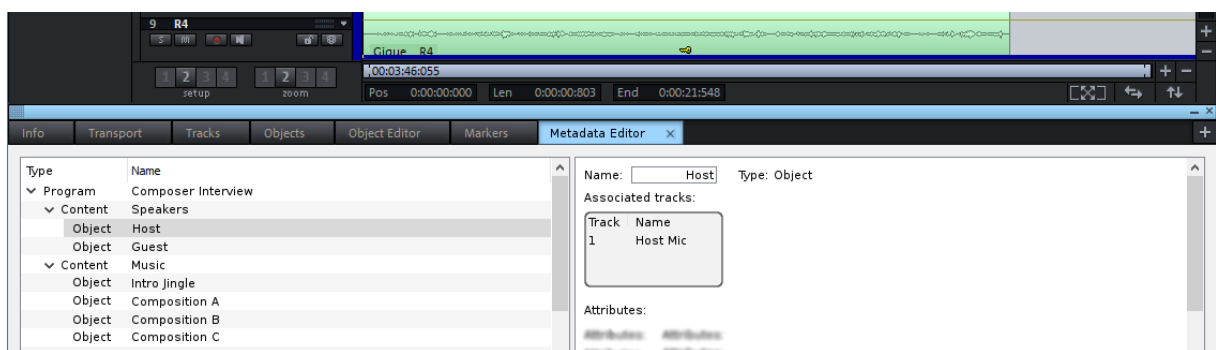 9 R4
S M
Gigue R4
1 2 3 4 1 2 3 4
setup zoom
00:03:46:055
Pos 0:00:00:000 Len 0:00:00:803 End 0:00:21:548
Info Transport Tracks Objects Object Editor Markers Metadata Editor
Type Name
Program Composer Interview
Content Speakers
Object Host
Object Guest
Content Music
Object Intro Jingle
Object Composition A
Object Composition B
Object Composition C
Name: Host Type: Object
Associated tracks:
Track Name
1 Host Mic
Attributes:
Attributes: Attributes: